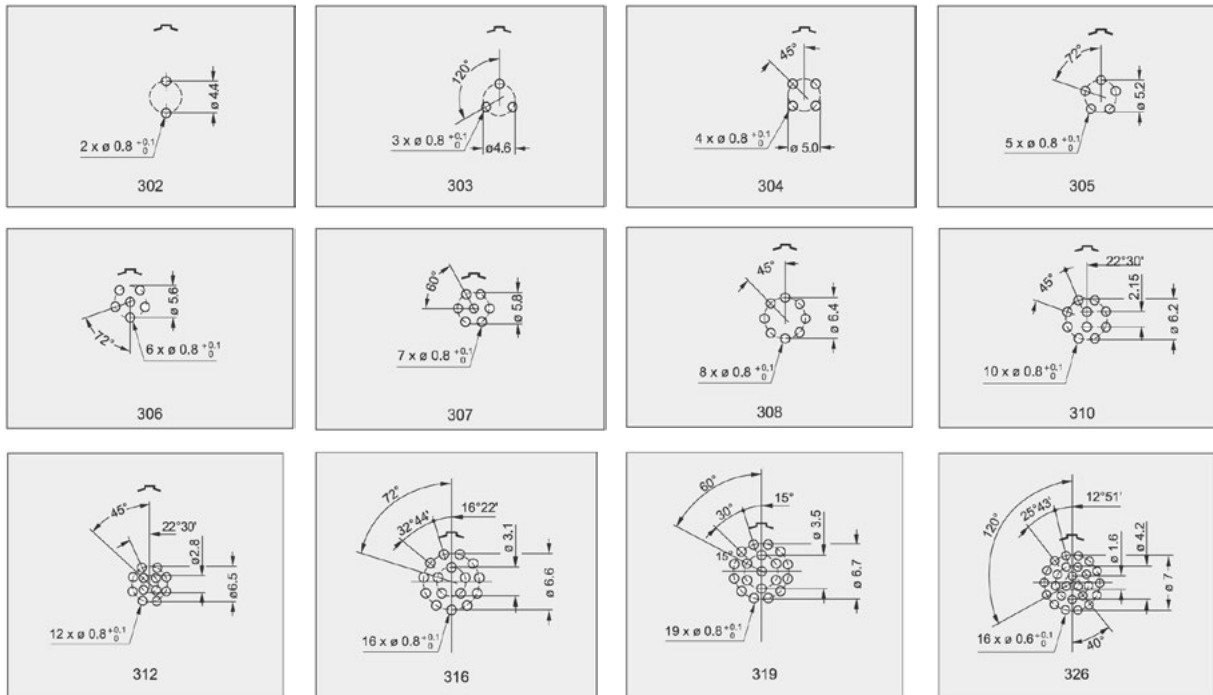 ø 4.4
2 x ø 0.8 +0.1 0
302
120°
3 x ø 0.8 +0.1 0
ø4.6
303
45°
4 x ø 0.8 +0.1 0
ø 5.0
304
72°
ø 5.2
5 x ø 0.8 +0.1 0
305
ø 5.6
72°
6 x ø 0.8 +0.1 0
306
60°
ø 5.8
7 x ø 0.8 +0.1 0
307
45°
ø 6.4
8 x ø 0.8 +0.1 0
308
22°30'
45°
2.15
ø 6.2
10 x ø 0.8 +0.1 0
310
45°
22°30'
ø2.8
ø6.5
12 x ø 0.8 +0.1 0
312
72°
16°22'
32°44'
ø 3.1
ø 6.6
16 x ø 0.8 +0.1 0
316
60°
15°
30°
ø 3.5
15°
ø 6.7
19 x ø 0.8 +0.1 0
319
12°51'
25°43'
120°
ø 1.6
ø 4.2
ø 7
16 x ø 0.6 +0.1 0
40°
326